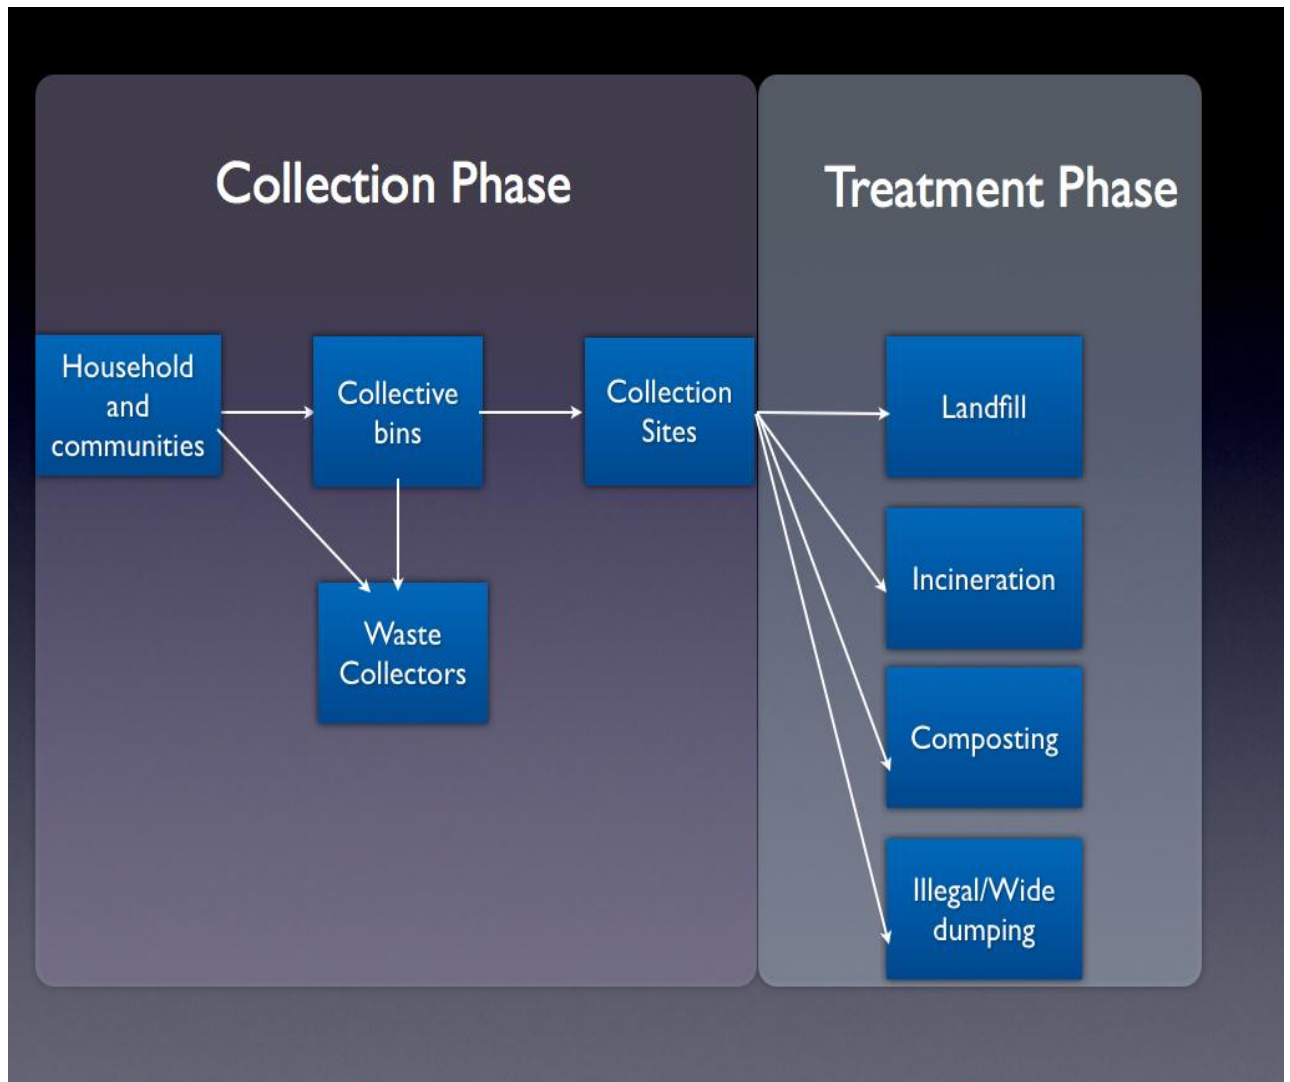 Collection Phase
Treatment Phase
Household
and
communities
Collective
bins
Collection
Sites
Landfill
Incineration
Waste
Collectors
Composting
Illegal/Wide
dumping